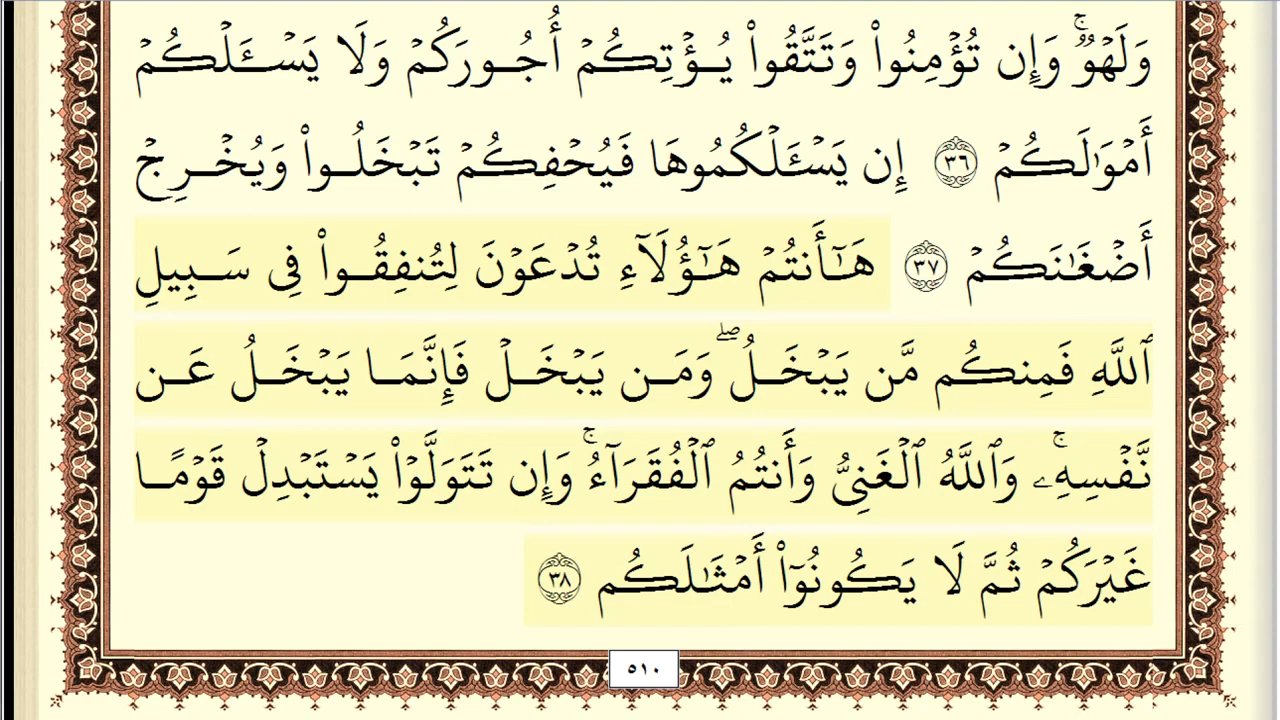 وَلَهۡوٞۚ وَإِن تُؤۡمِنُواْ وَتَتَّقُواْ يُؤۡتِكُمۡ أُجُورَكُمۡ وَلَا يَسۡـَٔلۡكُمۡ
أَمۡوَٰلَكُمۡ ٣٦ إِن يَسۡـَٔلۡكُمُوهَا فَيُحۡفِكُمۡ تَبۡخَلُواْ وَيُخۡرِجۡ
أَضۡغَٰنَكُمۡ ٣٧ هَٰٓأَنتُمۡ هَٰٓؤُلَآءِ تُدۡعَوۡنَ لِتُنفِقُواْ فِي سَبِيلِ
ٱللَّهِ فَمِنكُم مَّن يَبۡخَلُۖ وَمَن يَبۡخَلۡ فَإِنَّمَا يَبۡخَلُ عَن
نَّفۡسِهِۦۚ وَٱللَّهُ ٱلۡغَنِيُّ وَأَنتُمُ ٱلۡفُقَرَآءُۚ وَإِن تَتَوَلَّوۡاْ يَسۡتَبۡدِلۡ قَوۡمًا
غَيۡرَكُمۡ ثُمَّ لَا يَكُونُوٓاْ أَمۡثَٰلَكُم ٣٨
٥١٠